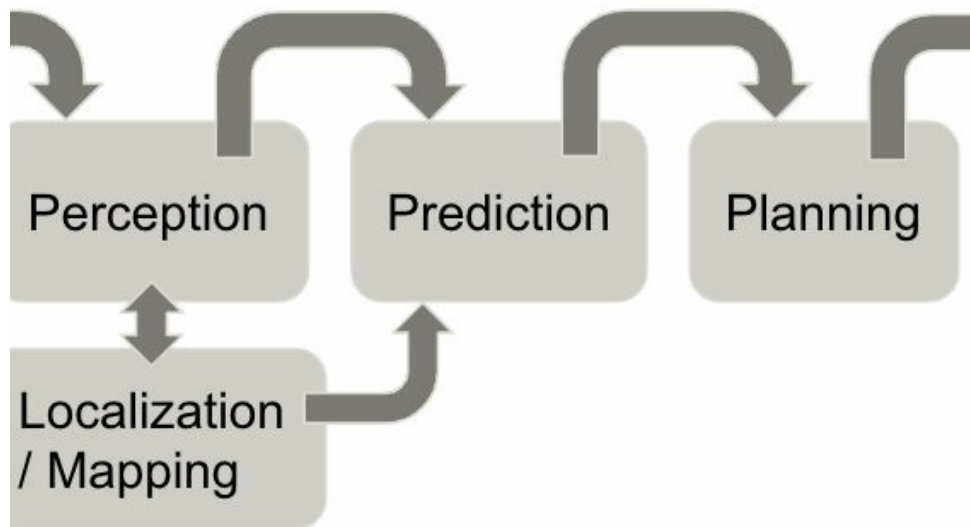 Perception
Prediction
Planning
Localization
/ Mapping